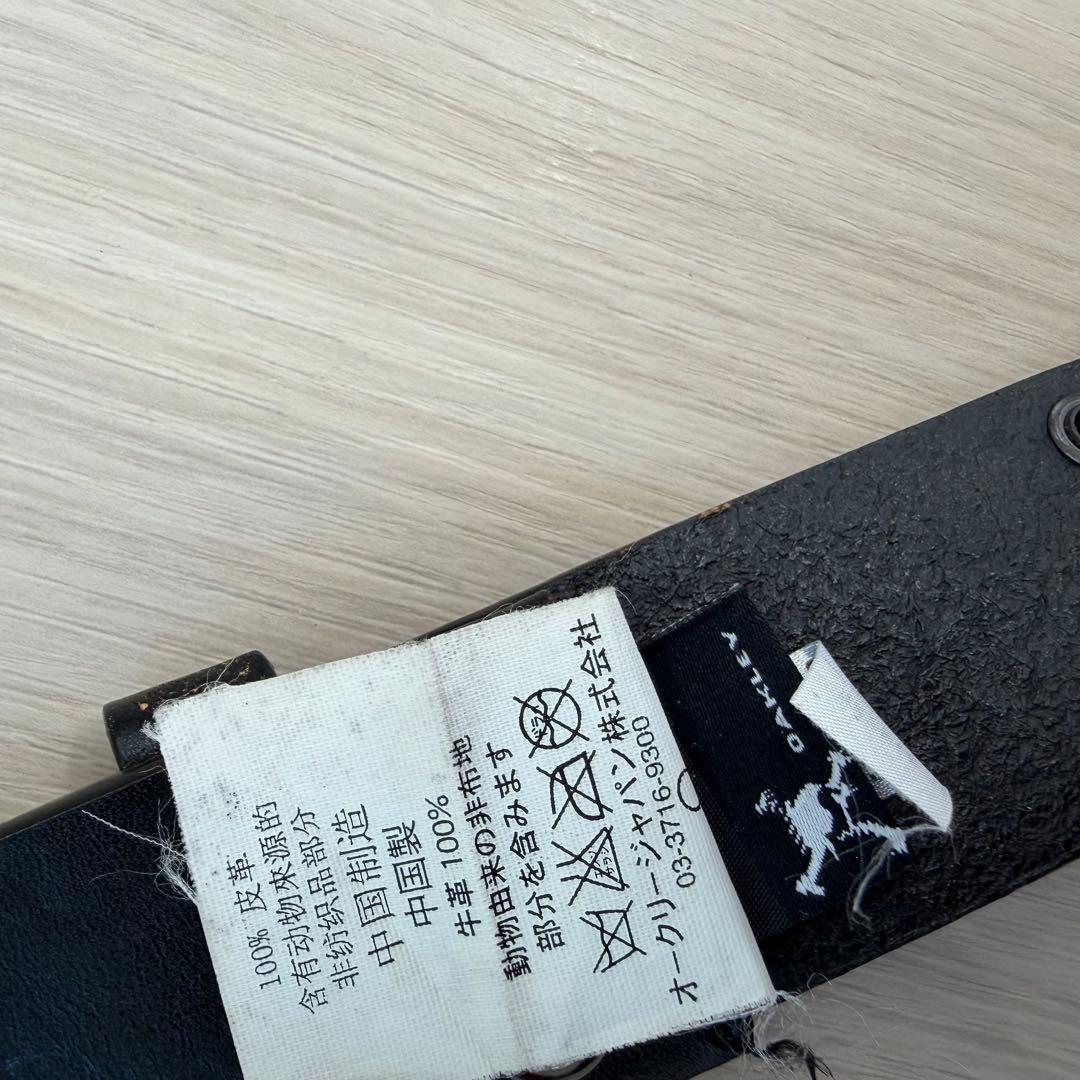 100% 皮革
含有动物來源的
非纺织品部分
中国制造
中国製
牛革 100%
動物由来の非布地
部分を含みます
オークリージャパン株式会社
03-3716-9300
OAKLEY